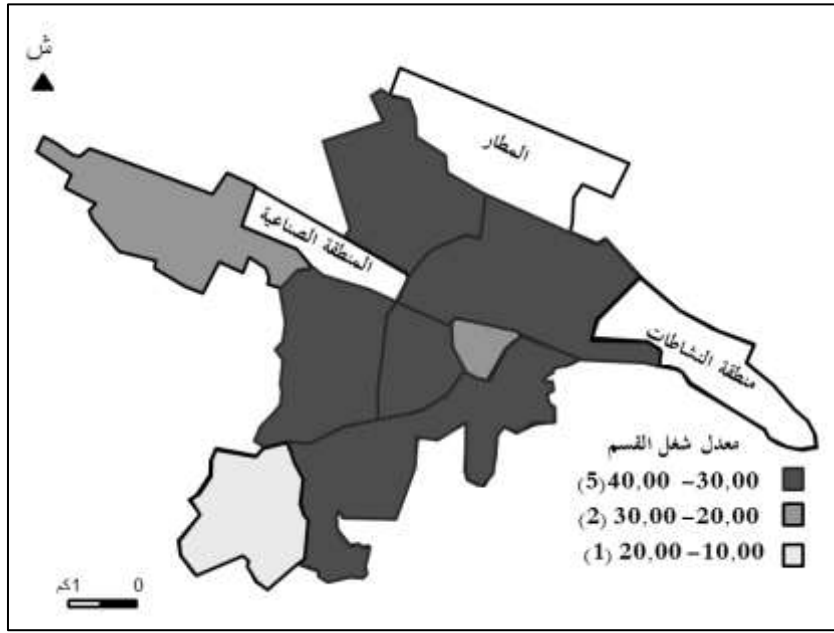 ش
المطار
المنطقة الصناعية
منطقة النشاطات
معدل شغل القسم
30,00– 40,00 (5)
20,00– 30,00 (2)
10,00– 20,00 (1)
0 1كم